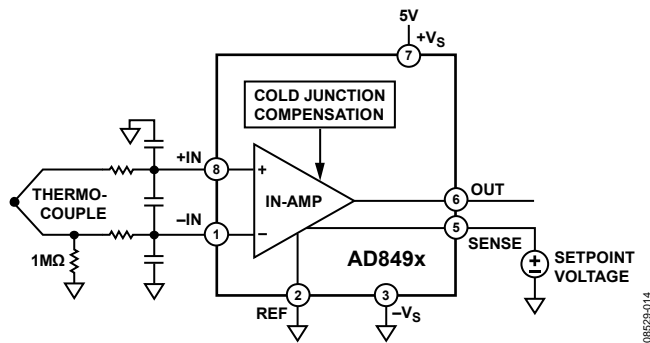 5V
+VS
7
COLD JUNCTION
COMPENSATION
+IN
8
+
THERMO-
COUPLE
IN-AMP
6
OUT
–IN
1
–
5
SENSE
1MΩ
AD849x
SETPOINT
VOLTAGE
2
REF
3
–VS
08529-014